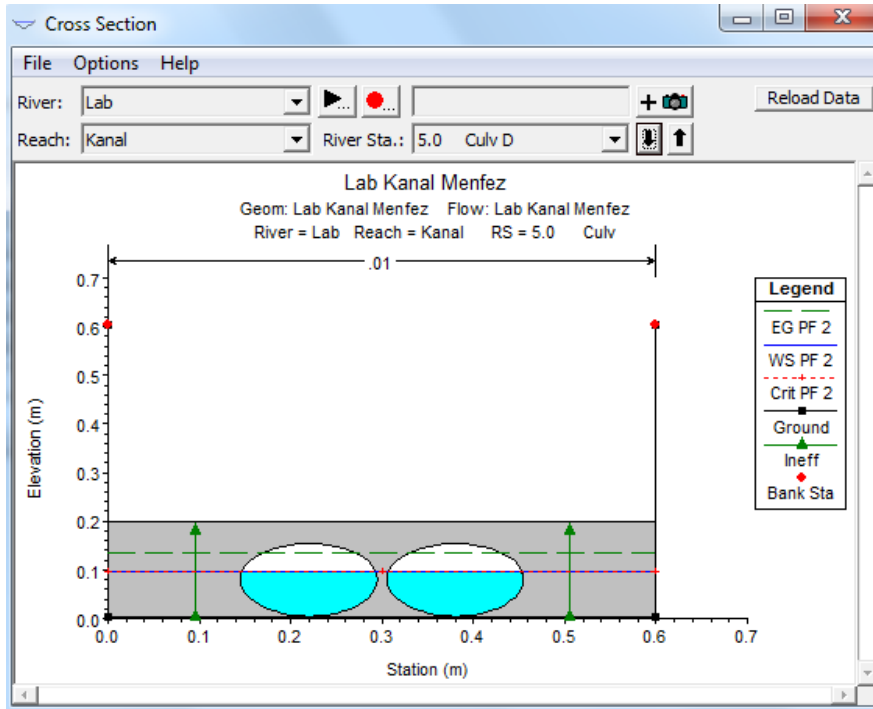 Cross Section
File Options Help
River: Lab ... ... + Reload Data
Reach: Kanal River Sta.: 5.0 Culv D
Lab Kanal Menfez
Geom: Lab Kanal Menfez Flow: Lab Kanal Menfez
River = Lab Reach = Kanal RS = 5.0 Culv
.01
0.7
0.6
0.5
0.4
0.3
0.2
0.1
0.0
Elevation (m)
0.0 0.1 0.2 0.3 0.4 0.5 0.6 0.7
Station (m)
Legend
EG PF 2
WS PF 2
Crit PF 2
Ground
Ineff
Bank Sta